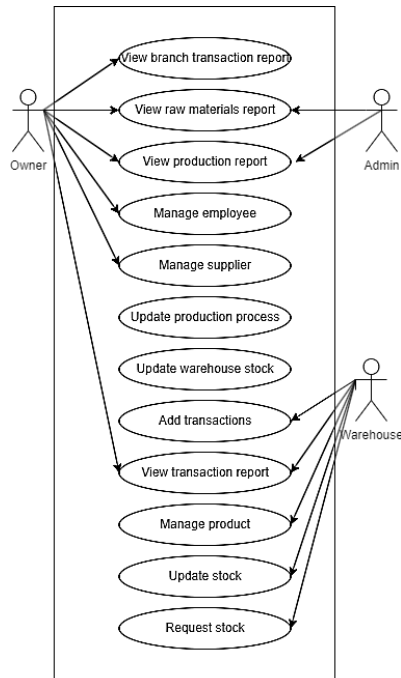 View branch transaction report
View raw materials report
View production report
Owner
Admin
Manage employee
Manage supplier
Update production process
Update warehouse stock
Add transactions
Warehouse
View transaction report
Manage product
Update stock
Request stock